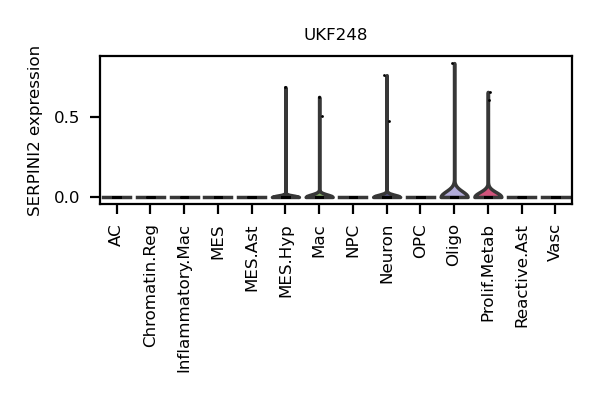 UKF248
SERPINI2 expression
0.5
0.0
AC
Chromatin.Reg
Inflammatory.Mac
MES
MES.Ast
MES.Hyp
Mac
NPC
Neuron
OPC
Oligo
Prolif.Metab
Reactive.Ast
Vasc